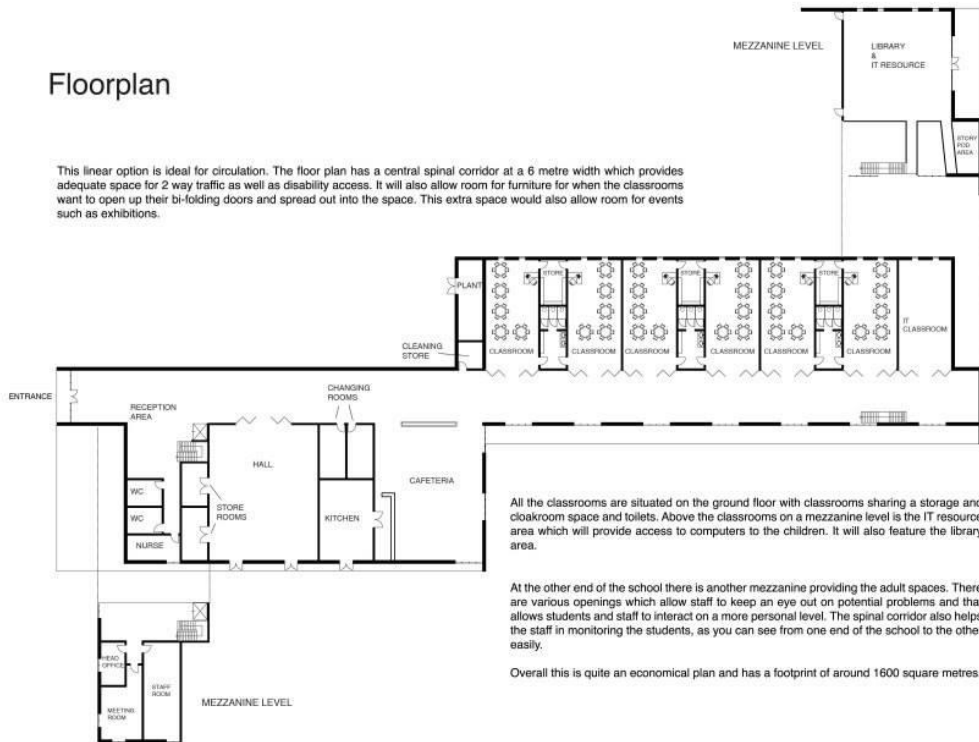 MEZZANINE LEVEL
LIBRARY
&
IT RESOURCE
STORY
POD
AREA
Floorplan
This linear option is ideal for circulation. The floor plan has a central spinal corridor at a 6 metre width which provides
adequate space for 2 way traffic as well as disability access. It will also allow room for furniture for when the classrooms
want to open up their bi-folding doors and spread out into the space. This extra space would also allow room for events
such as exhibitions.
PLANT
STORE
STORE
STORE
CLEANING
STORE
CLASSROOM
CLASSROOM
CLASSROOM
CLASSROOM
CLASSROOM
CLASSROOM
IT
CLASSROOM
ENTRANCE
RECEPTION
AREA
CHANGING
ROOMS
HALL
CAFETERIA
WC
WC
NURSE
STORE
ROOMS
KITCHEN
All the classrooms are situated on the ground floor with classrooms sharing a storage and
cloakroom space and toilets. Above the classrooms on a mezzanine level is the IT resource
area which will provide access to computers to the children. It will also feature the library
area.
At the other end of the school there is another mezzanine providing the adult spaces. There
are various openings which allow staff to keep an eye out on potential problems and tha
allows students and staff to interact on a more personal level. The spinal corridor also helps
the staff in monitoring the students, as you can see from one end of the school to the othe
easily.
Overall this is quite an economical plan and has a footprint of around 1600 square metres
HEAD
OFFICE
STAFF
ROOM
MEETING
ROOM
MEZZANINE LEVEL